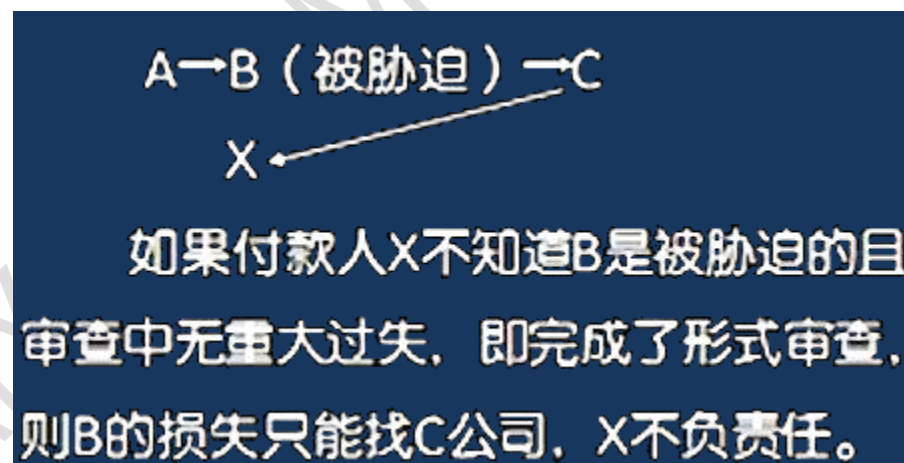 A→B（被胁迫）→C
X
如果付款人X不知道B是被胁迫的且
审查中无重大过失，即完成了形式审查，
则B的损失只能找C公司，X不负责任。